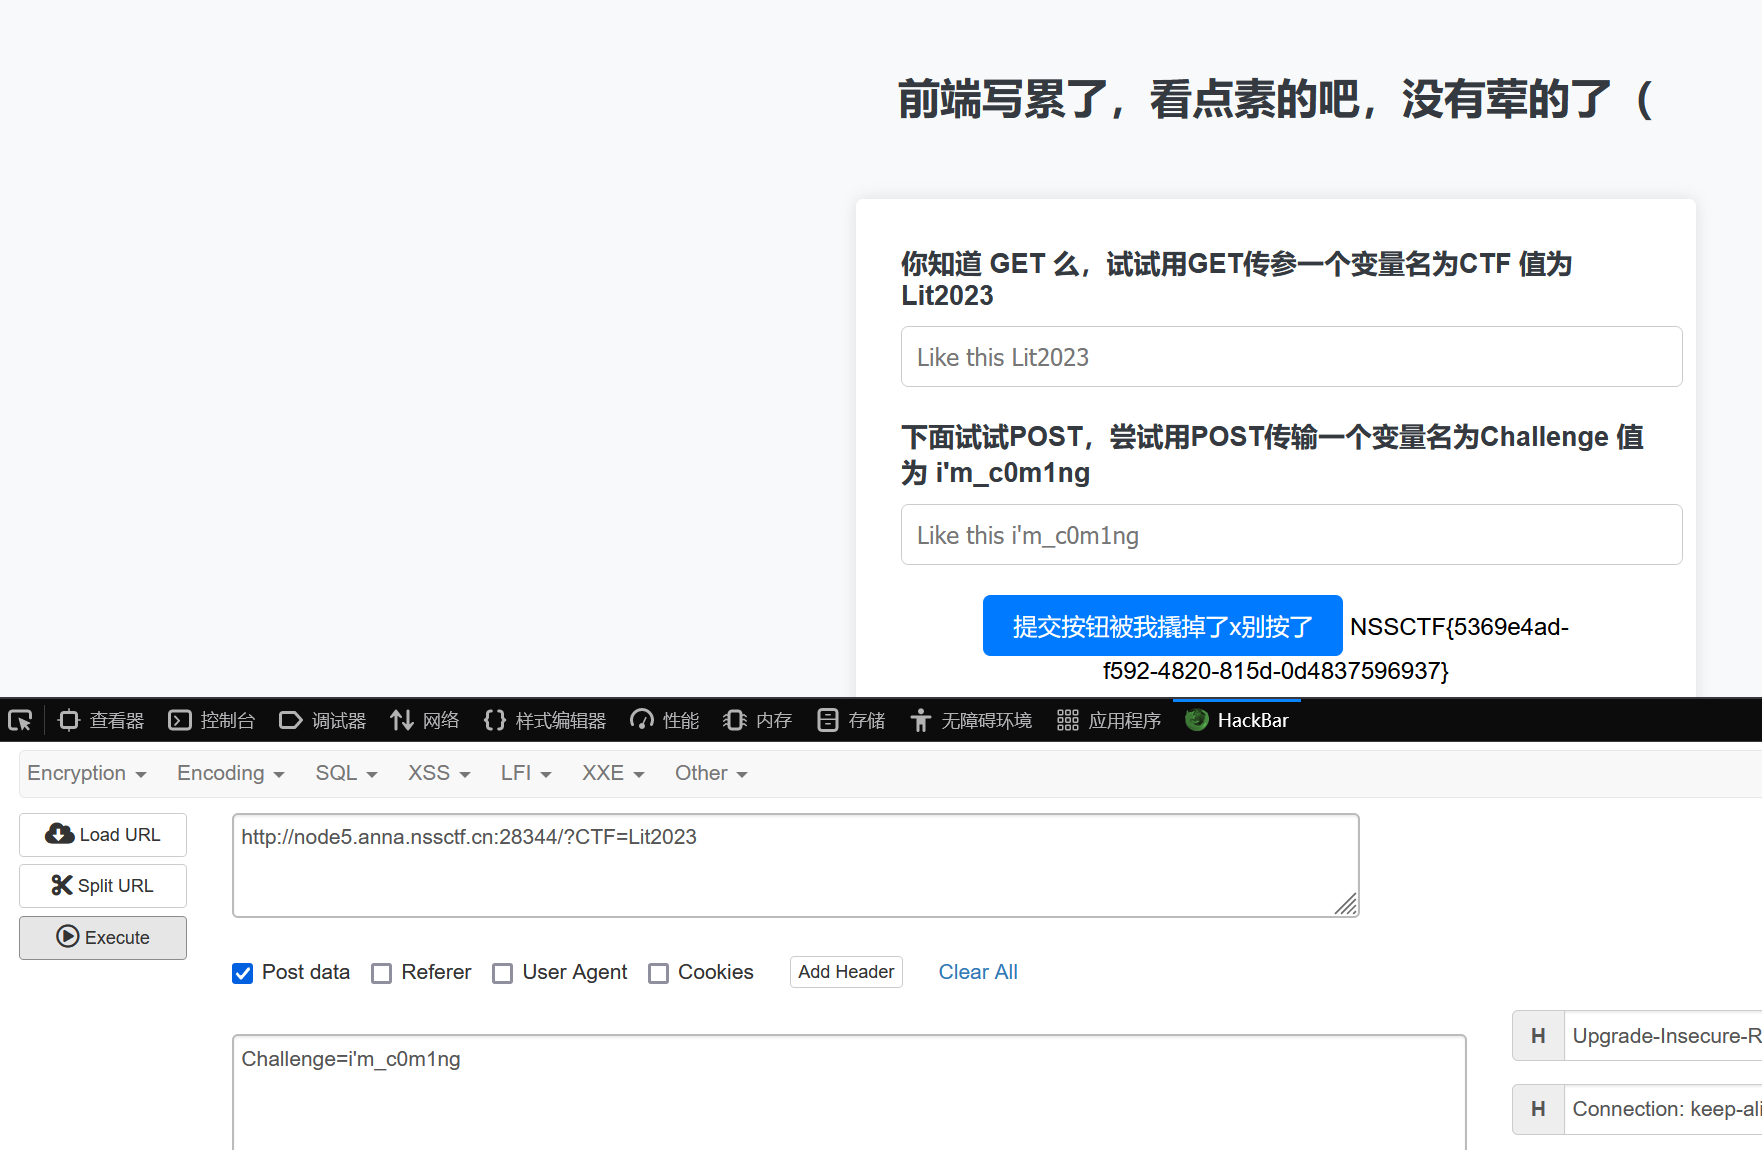 前端写累了，看点素的吧，没有荤的了（
你知道 GET 么，试试用GET传参一个变量名为CTF 值为
Lit2023
Like this Lit2023
下面试试POST，尝试用POST传输一个变量名为Challenge 值
为 i'm_c0m1ng
Like this i'm_c0m1ng
提交按钮被我撬掉了x别按了 NSSCTF{5369e4ad-
f592-4820-815d-0d4837596937}
查看器 控制台 调试器 网络 样式编辑器 性能 内存 存储 无障碍环境 应用程序 HackBar
Encryption Encoding SQL XSS LFI XXE Other
Load URL
http://node5.anna.nssctf.cn:28344/?CTF=Lit2023
Split URL
Execute
Post data Referer User Agent Cookies Add Header Clear All
H Upgrade-Insecure-R
Challenge=i'm_c0m1ng
H Connection: keep-ali